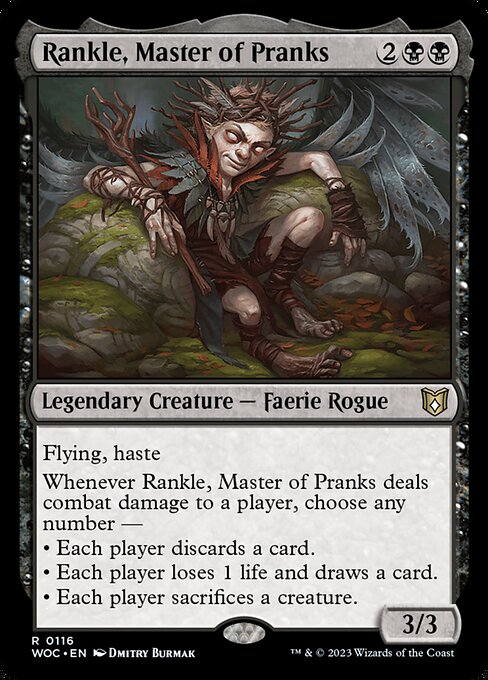 Rankle, Master of Pranks 2
Legendary Creature — Faerie Rogue
Flying, haste
Whenever Rankle, Master of Pranks deals
combat damage to a player, choose any
number —
• Each player discards a card.
• Each player loses 1 life and draws a card.
• Each player sacrifices a creature.
3/3
R 0116
WOC • EN Dmitry Burmak ™ & © 2023 Wizards of the Coast